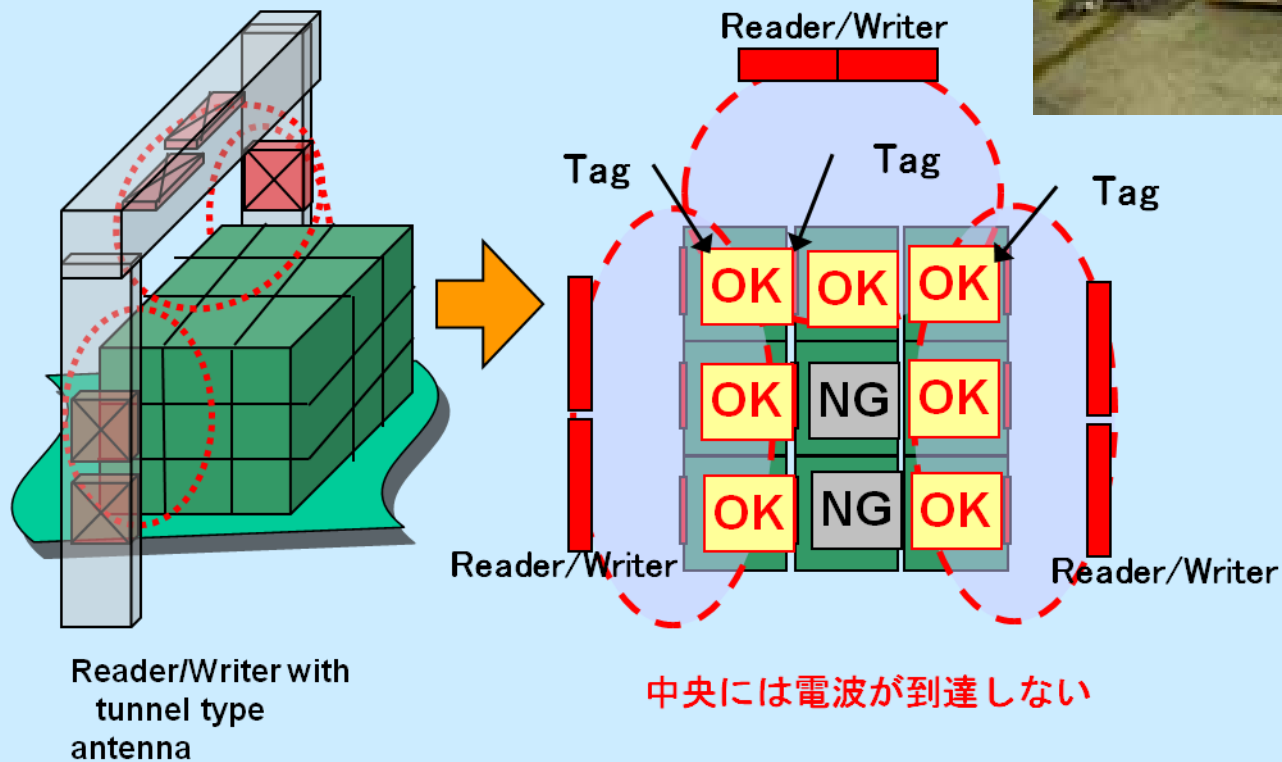 Reader/Writer
Tag
Tag
Tag
OK
OK
OK
OK
NG
OK
OK
NG
OK
Reader/Writer
Reader/Writer
Reader/Writer with
tunnel type
antenna
中央には電波が到達しない